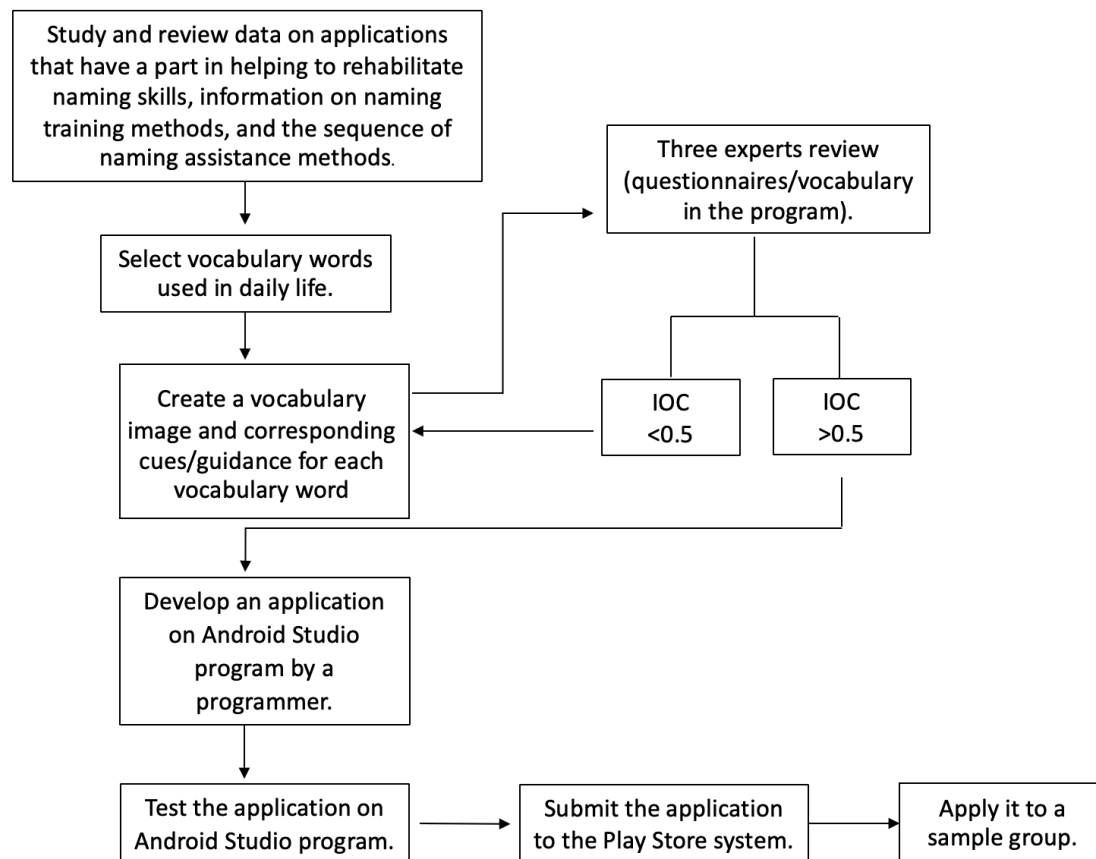 Study and review data on applications
that have a part in helping to rehabilitate
naming skills, information on naming
training methods, and the sequence of
naming assistance methods.
Select vocabulary words
used in daily life.
Create a vocabulary
image and corresponding
cues/guidance for each
vocabulary word
Three experts review
(questionnaires/vocabulary
in the program).
IOC
<0.5
IOC
>0.5
Develop an application
on Android Studio
program by a
programmer.
Test the application on
Android Studio program.
Submit the application
to the Play Store system.
Apply it to a
sample group.